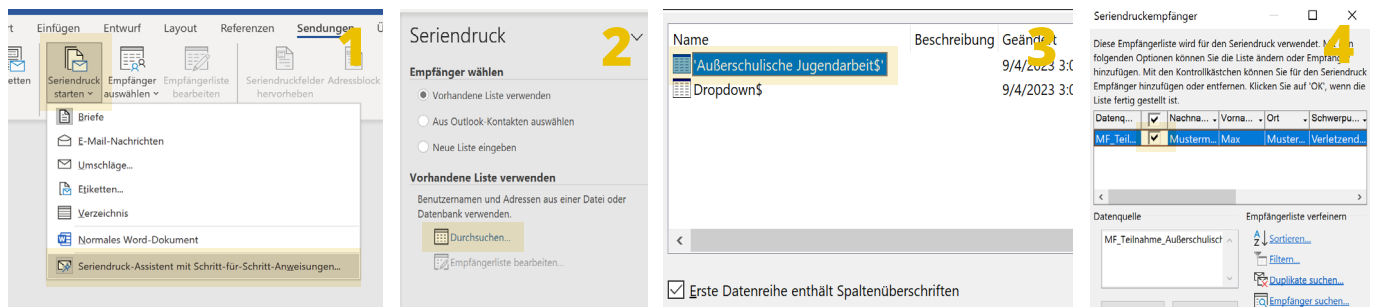 Einfügen Entwurf Layout Referenzen Sendungen
1
Seriendruck starten
Empfänger auswählen
Empfängerliste bearbeiten
Seriendruckfelder hervorheben
Adressblock
Briefe
E-Mail-Nachrichten
Umschläge...
Etiketten...
Verzeichnis
Normales Word-Dokument
Seriendruck-Assistent mit Schritt-für-Schritt-Anweisungen...
Seriendruck
2
Empfänger wählen
Vorhandene Liste verwenden
Aus Outlook-Kontakten auswählen
Neue Liste eingeben
Vorhandene Liste verwenden
Benutzernamen und Adressen aus einer Datei oder
Datenbank verwenden.
Durchsuchen...
Empfängerliste bearbeiten...
3
Name Beschreibung Geändert
'Außerschulische Jugendarbeit$' 9/4/2023 3:0
Dropdown$ 9/4/2023 3:0
Erste Datenreihe enthält Spaltenüberschriften
Seriendruckempfänger
4
Diese Empfängerliste wird für den Seriendruck verwendet.
folgenden Optionen können Sie die Liste ändern oder
hinzufügen. Mit den Kontrollkästchen können Sie für den Seriendruck
Empfänger hinzufügen oder entfernen. Klicken Sie auf 'OK', wenn die
Liste fertig gestellt ist.
Datenq... Nachna... Vorna... Ort Schwerpu...
MF_Teil... Musterm... Max Muster... Verletzend...
Datenquelle
MF_Teilnahme_Außerschulisch
Empfängerliste verfeinern
Sortieren...
Filtern...
Duplikate suchen...
Empfänger suchen...